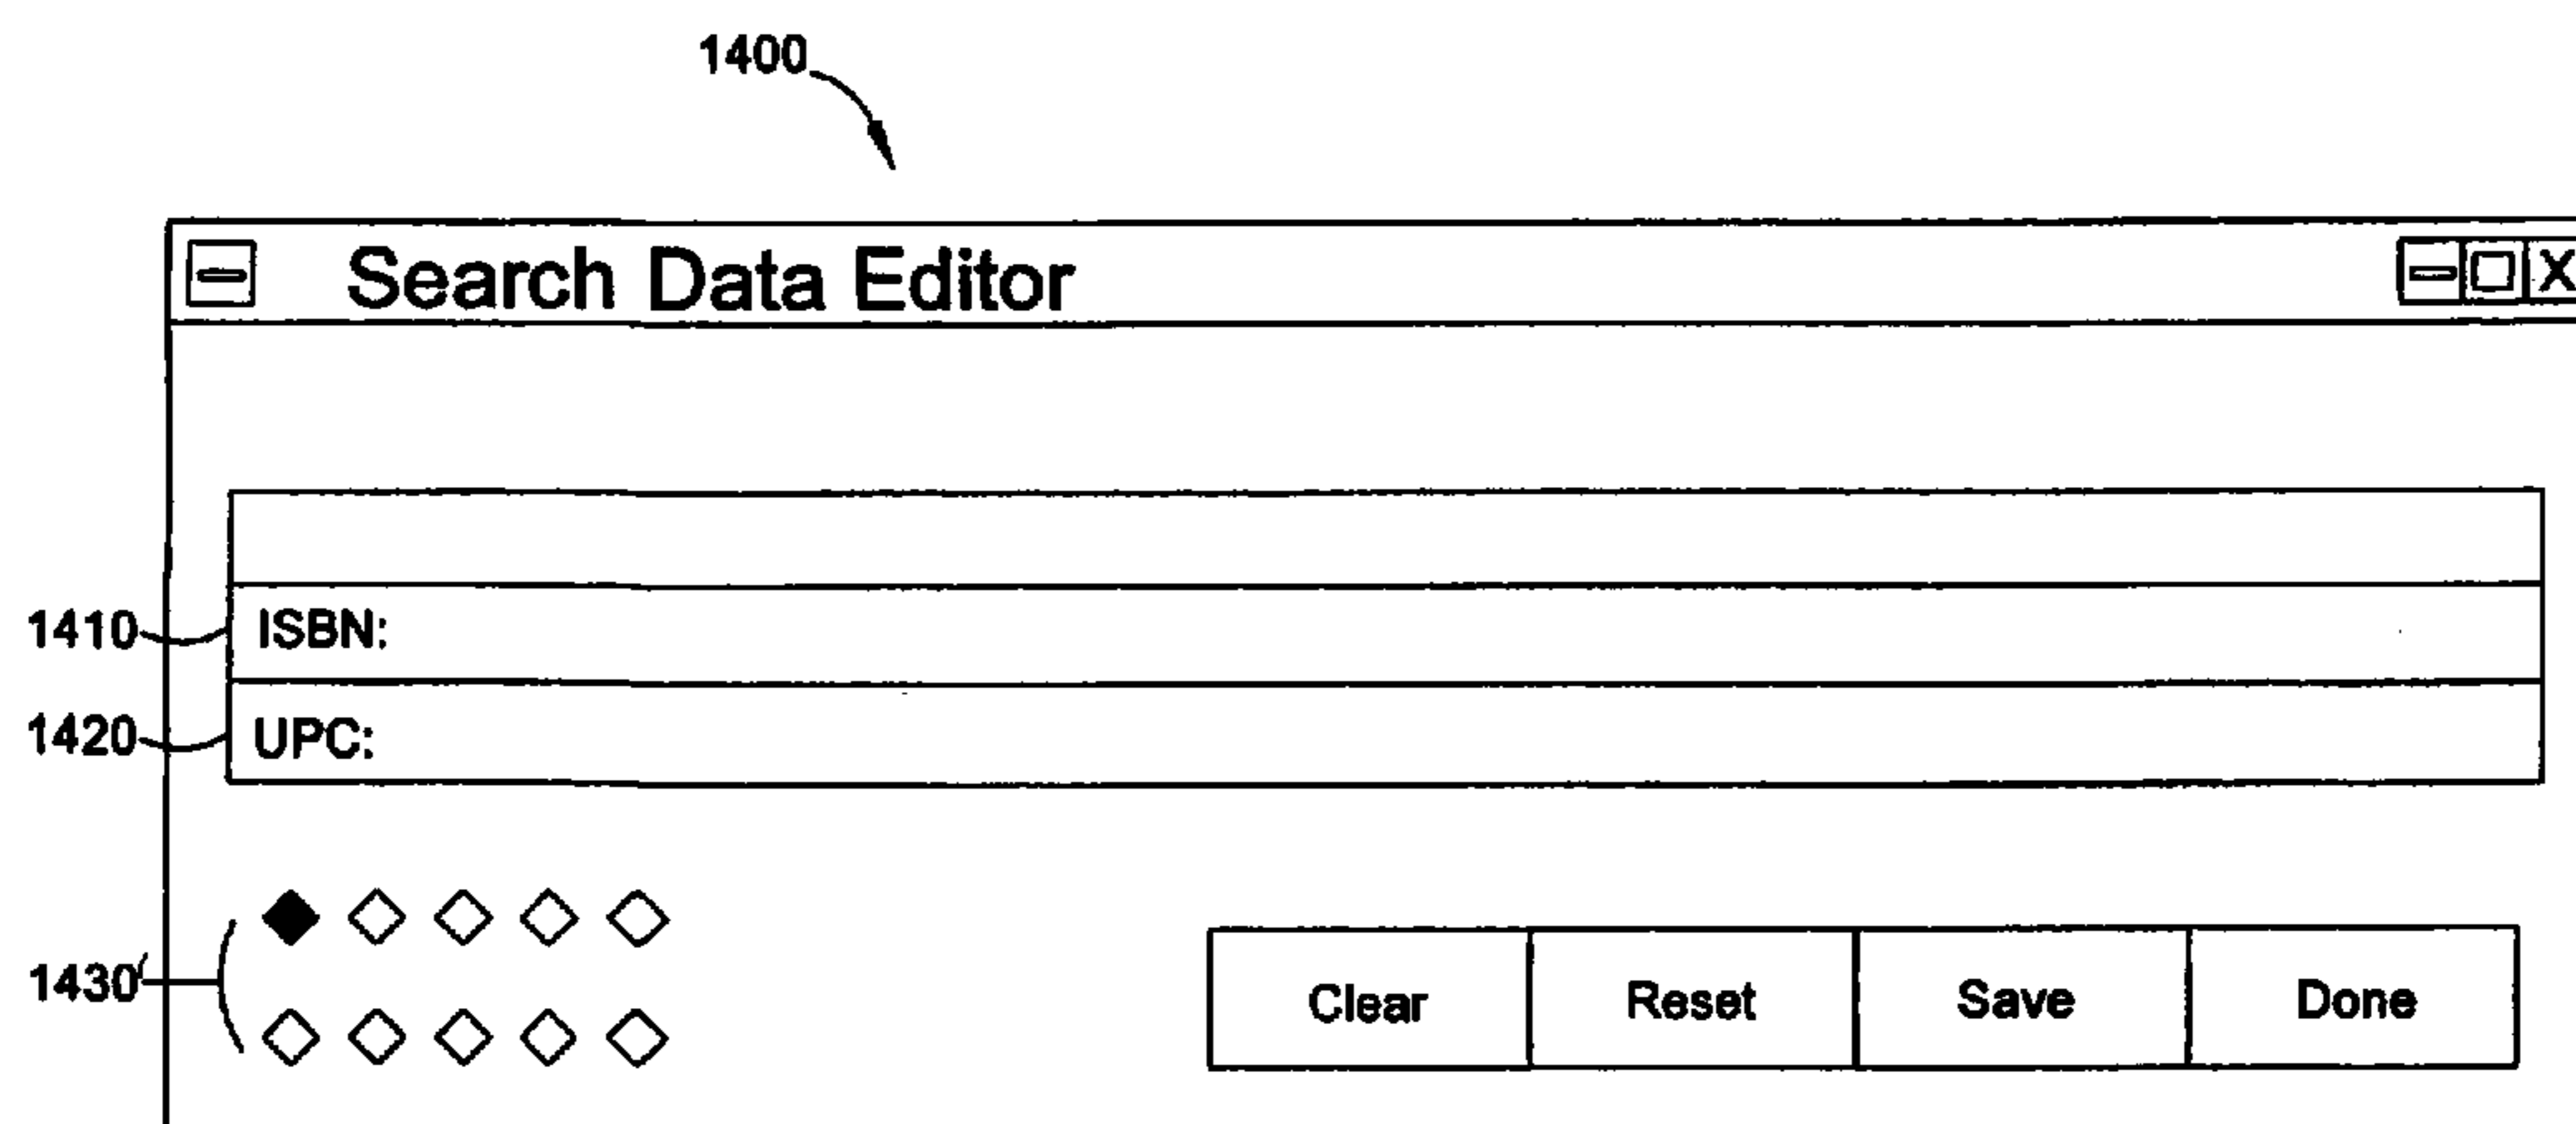 1400
Search Data Editor X
1410 ISBN:
1420 UPC:
1430
Clear Reset Save Done